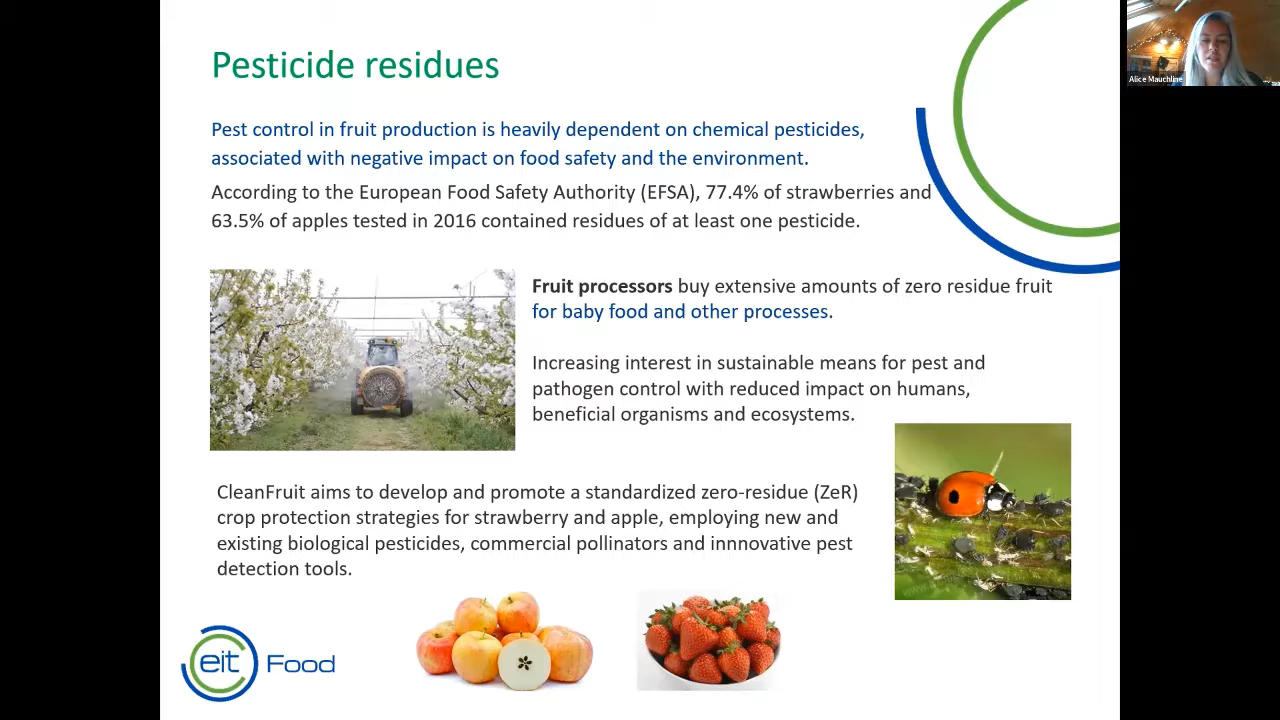 Pesticide residues
Alice Mauchline
Pest control in fruit production is heavily dependent on chemical pesticides,
associated with negative impact on food safety and the environment.
According to the European Food Safety Authority (EFSA), 77.4% of strawberries and
63.5% of apples tested in 2016 contained residues of at least one pesticide.
Fruit processors buy extensive amounts of zero residue fruit
for baby food and other processes.
Increasing interest in sustainable means for pest and
pathogen control with reduced impact on humans,
beneficial organisms and ecosystems.
CleanFruit aims to develop and promote a standardized zero-residue (ZeR)
crop protection strategies for strawberry and apple, employing new and
existing biological pesticides, commercial pollinators and innnovative pest
detection tools.
eit Food